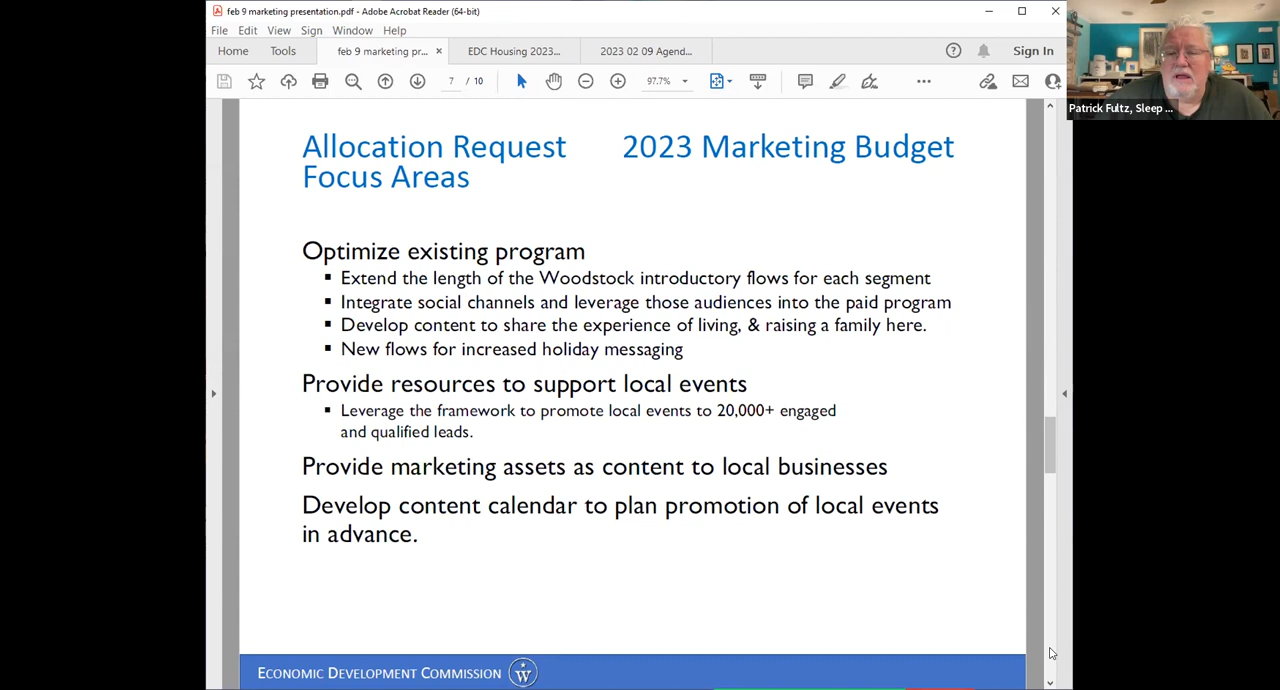 feb 9 marketing presentation.pdf - Adobe Acrobat Reader (64-bit)
File Edit View Sign Window Help
Home Tools feb 9 marketing pr... × EDC Housing 2023... 2023 02 09 Agend... Sign In
7 / 10 97.7%
Patrick Fultz, Sleep ...
Allocation Request 2023 Marketing Budget
Focus Areas
Optimize existing program
▪ Extend the length of the Woodstock introductory flows for each segment
▪ Integrate social channels and leverage those audiences into the paid program
▪ Develop content to share the experience of living, & raising a family here.
▪ New flows for increased holiday messaging
Provide resources to support local events
▪ Leverage the framework to promote local events to 20,000+ engaged
and qualified leads.
Provide marketing assets as content to local businesses
Develop content calendar to plan promotion of local events
in advance.
ECONOMIC DEVELOPMENT COMMISSION W